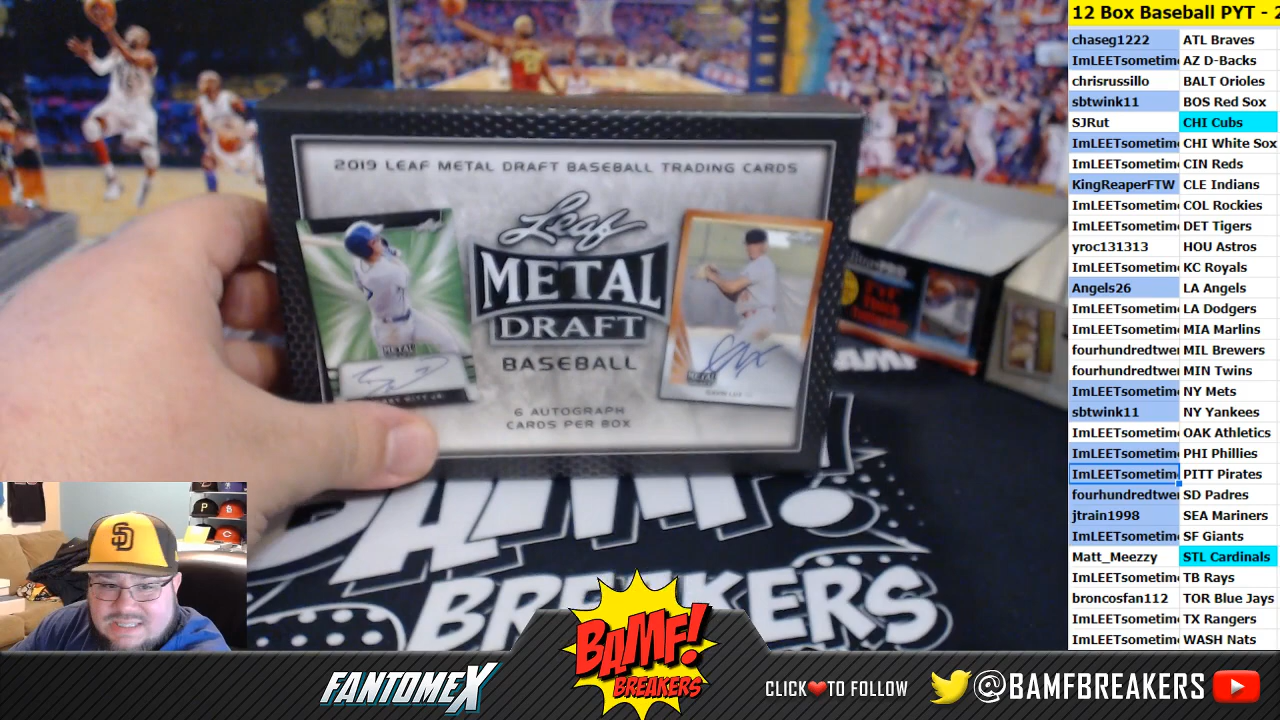 12 Box Baseball PYT -
chaseg1222 ATL Braves
ImLEETsometim AZ D-Backs
chrisrussillo BALT Orioles
sbtwink11 BOS Red Sox
SJRut CHI Cubs
ImLEETsometim CHI White Sox
ImLEETsometim CIN Reds
KingReaperFTW CLE Indians
ImLEETsometim COL Rockies
ImLEETsometim DET Tigers
yroc131313 HOU Astros
ImLEETsometim KC Royals
Angels26 LA Angels
ImLEETsometim LA Dodgers
ImLEETsometim MIA Marlins
fourhundredtwe MIL Brewers
fourhundredtwe MIN Twins
ImLEETsometim NY Mets
sbtwink11 NY Yankees
ImLEETsometim OAK Athletics
ImLEETsometim PHI Phillies
ImLEETsometim PITT Pirates
fourhundredtwe SD Padres
jtrain1998 SEA Mariners
ImLEETsometim SF Giants
Matt_Meezzy STL Cardinals
ImLEETsometim TB Rays
broncosfan112 TOR Blue Jays
ImLEETsometim TX Rangers
ImLEETsometim WASH Nats
2019 LEAF METAL DRAFT BASEBALL TRADING CARDS
Leaf
METAL
DRAFT
BASEBALL
6 AUTOGRAPH
CARDS PER BOX
METAL
BAMF!
BREAKERS
SD
P
FANTOMEX
BAMF!
BREAKERS
CLICK TO FOLLOW
@BAMFBREAKERS